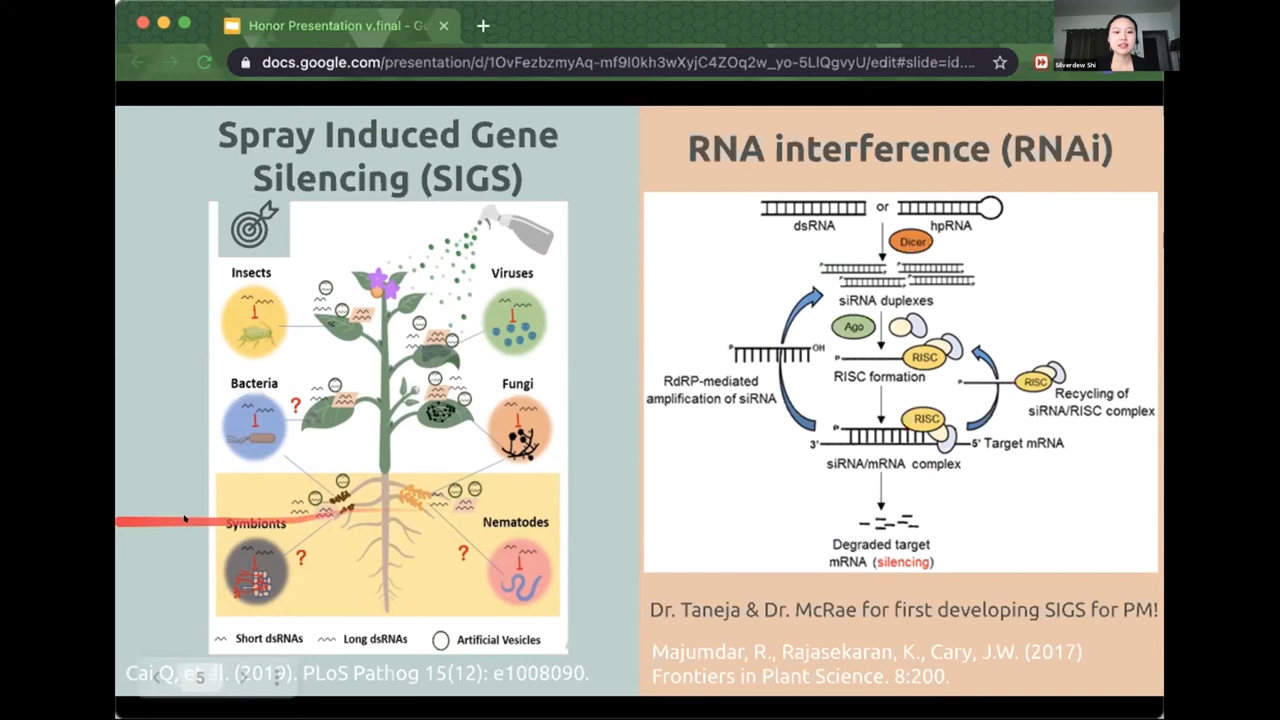 Honor Presentation v.final - Go
docs.google.com/presentation/d/1OvFezbzmyAq-mf9I0kh3wXyjC4ZOq2w_yo-5LIQgvyU/edit#slide=id....
Silverdew Shi
Spray Induced Gene
Silencing (SIGS)
Insects
Viruses
Bacteria
?
Fungi
Symbionts
?
Nematodes
?
Short dsRNAs
Long dsRNAs
Artificial Vesicles
Cai Q, et al. (2019). PLoS Pathog 15(12): e1008090.
5
RNA interference (RNAi)
or
dsRNA
hpRNA
Dicer
P
P
P
P
siRNA duplexes
Ago
P
OH
P
RISC
RISC formation
RdRP-mediated
amplification of siRNA
P
RISC
Recycling of
siRNA/RISC complex
P
RISC
3'
5' Target mRNA
siRNA/mRNA complex
Degraded target
mRNA (silencing)
Dr. Taneja & Dr. McRae for first developing SIGS for PM!
Majumdar, R., Rajasekaran, K., Cary, J.W. (2017)
Frontiers in Plant Science. 8:200.